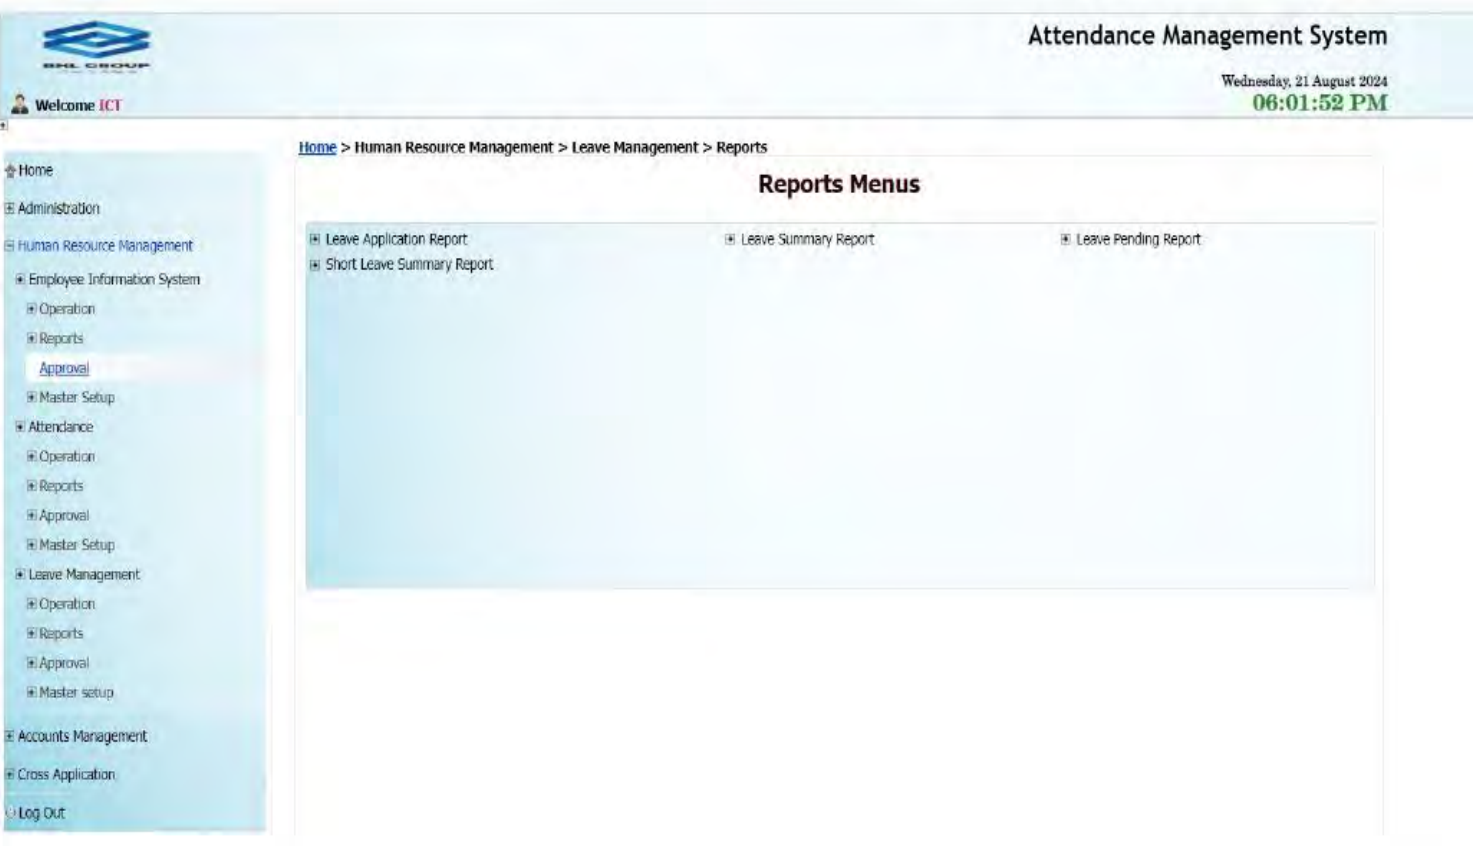 Attendance Management System
BHL GROUP
Wednesday, 21 August 2024
06:01:52 PM
Welcome ICT
Home > Human Resource Management > Leave Management > Reports
Reports Menus
Leave Application Report
Leave Summary Report
Leave Pending Report
Short Leave Summary Report
Home
Administration
Human Resource Management
Employee Information System
Operation
Reports
Approval
Master Setup
Attendance
Operation
Reports
Approval
Master Setup
Leave Management
Operation
Reports
Approval
Master setup
Accounts Management
Cross Application
Log Out